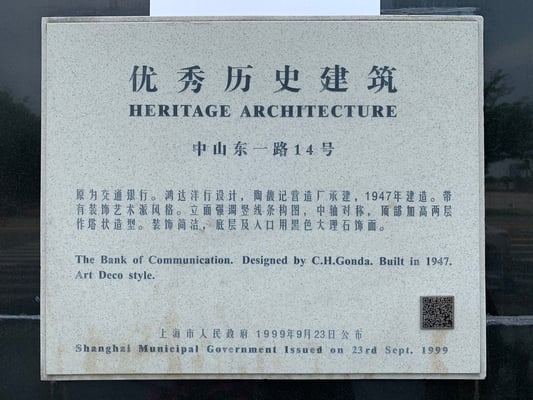 优秀历史建筑
HERITAGE ARCHITECTURE
中山东一路14号
原为交通银行。鸿达洋行设计，陶馥记营造厂承建，1947年建造。带
有装饰艺术派风格。立面强调竖线条构图，中轴对称，顶部加高两层
作塔状造型。装饰简洁，底层及入口用黑色大理石饰面。
The Bank of Communication. Designed by C.H.Gonda. Built in 1947.
Art Deco style.
上海市人民政府 1999年9月23日公布
Shanghai Municipal Government Issued on 23rd Sept. 1999